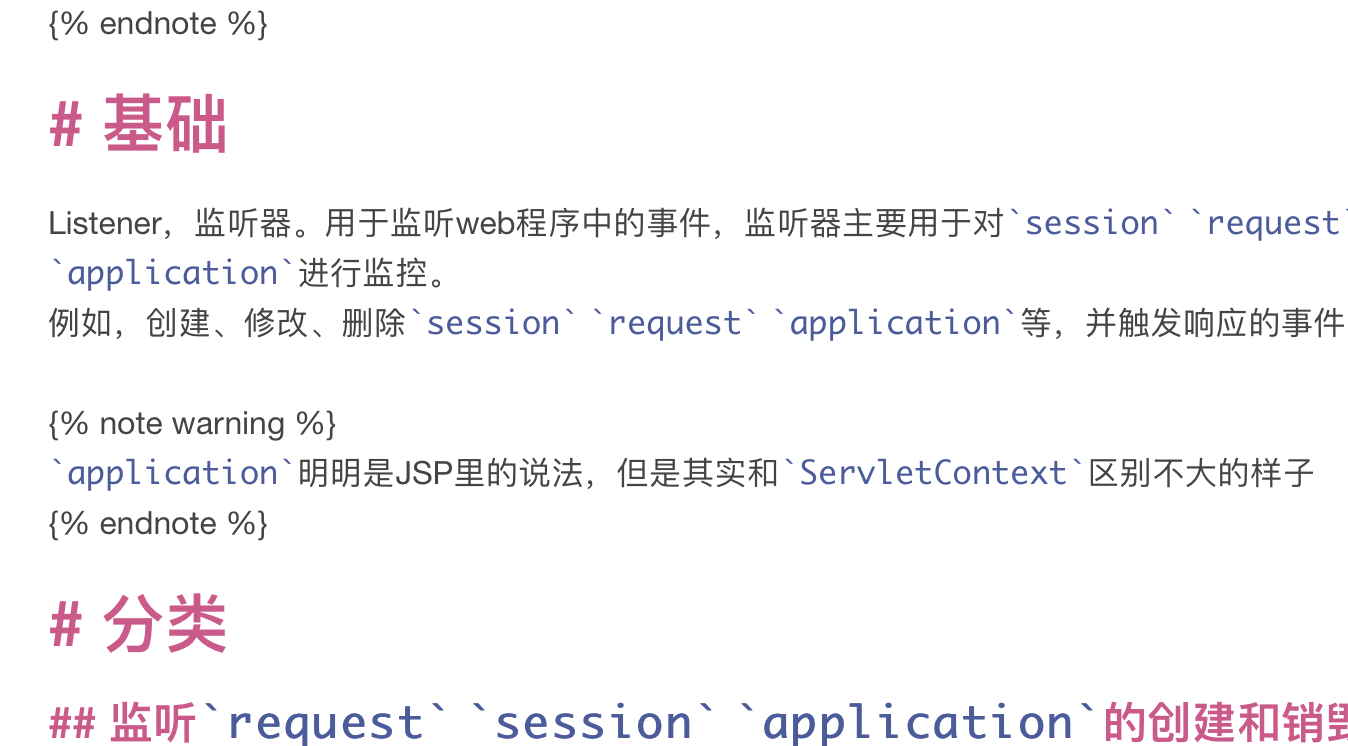 {% endnote %}
# 基础
Listener，监听器。用于监听web程序中的事件，监听器主要用于对`session` `request`
`application`进行监控。
例如，创建、修改、删除`session` `request` `application`等，并触发响应的事件
{% note warning %}
`application`明明是JSP里的说法，但是其实和`ServletContext`区别不大的样子
{% endnote %}
# 分类
## 监听`request` `session` `application`的创建和销毁